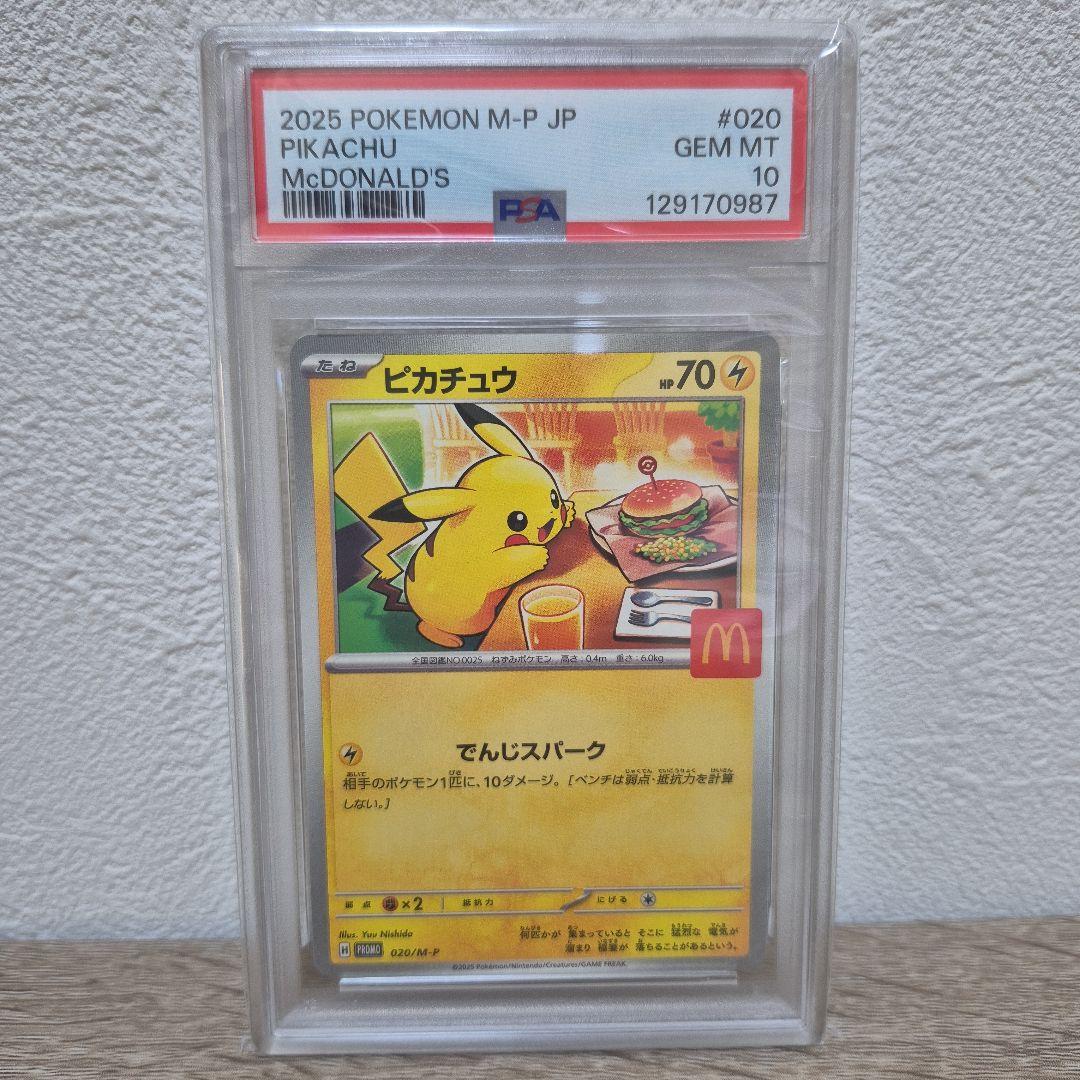 2025 POKEMON M-P JP #020
PIKACHU GEM MT
McDONALD'S 10
PSA 129170987
たね ピカチュウ HP70
全国図鑑NO.0025 ねずみポケモン 高さ:0.4m 重さ:6.0kg
でんじスパーク
相手のポケモン1匹に、10ダメージ。[ベンチは弱点・抵抗力を計算
しない。]
弱点 ×2 抵抗力 にげる
Illus. Yuu Nishida
何匹かが 集まっていると そこに 猛烈な 電気が
溜まり 稲妻が 落ちることがあるという。
H PROMO 020/M-P
©2025 Pokémon/Nintendo/Creatures/GAME FREAK